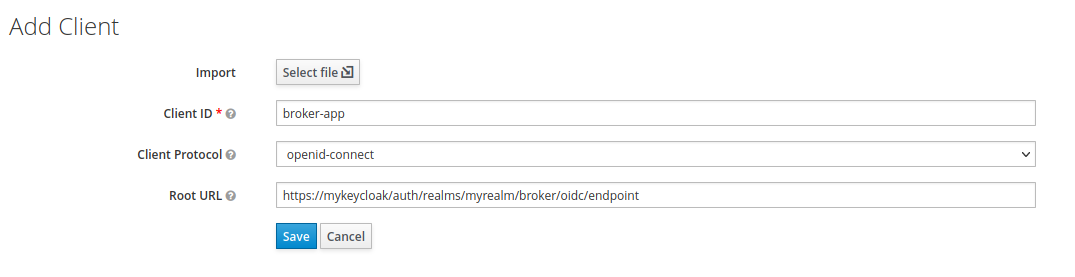 Add Client
Import Select file
Client ID * broker-app
Client Protocol openid-connect
Root URL https://mykeycloak/auth/realms/myrealm/broker/oidc/endpoint
Save Cancel